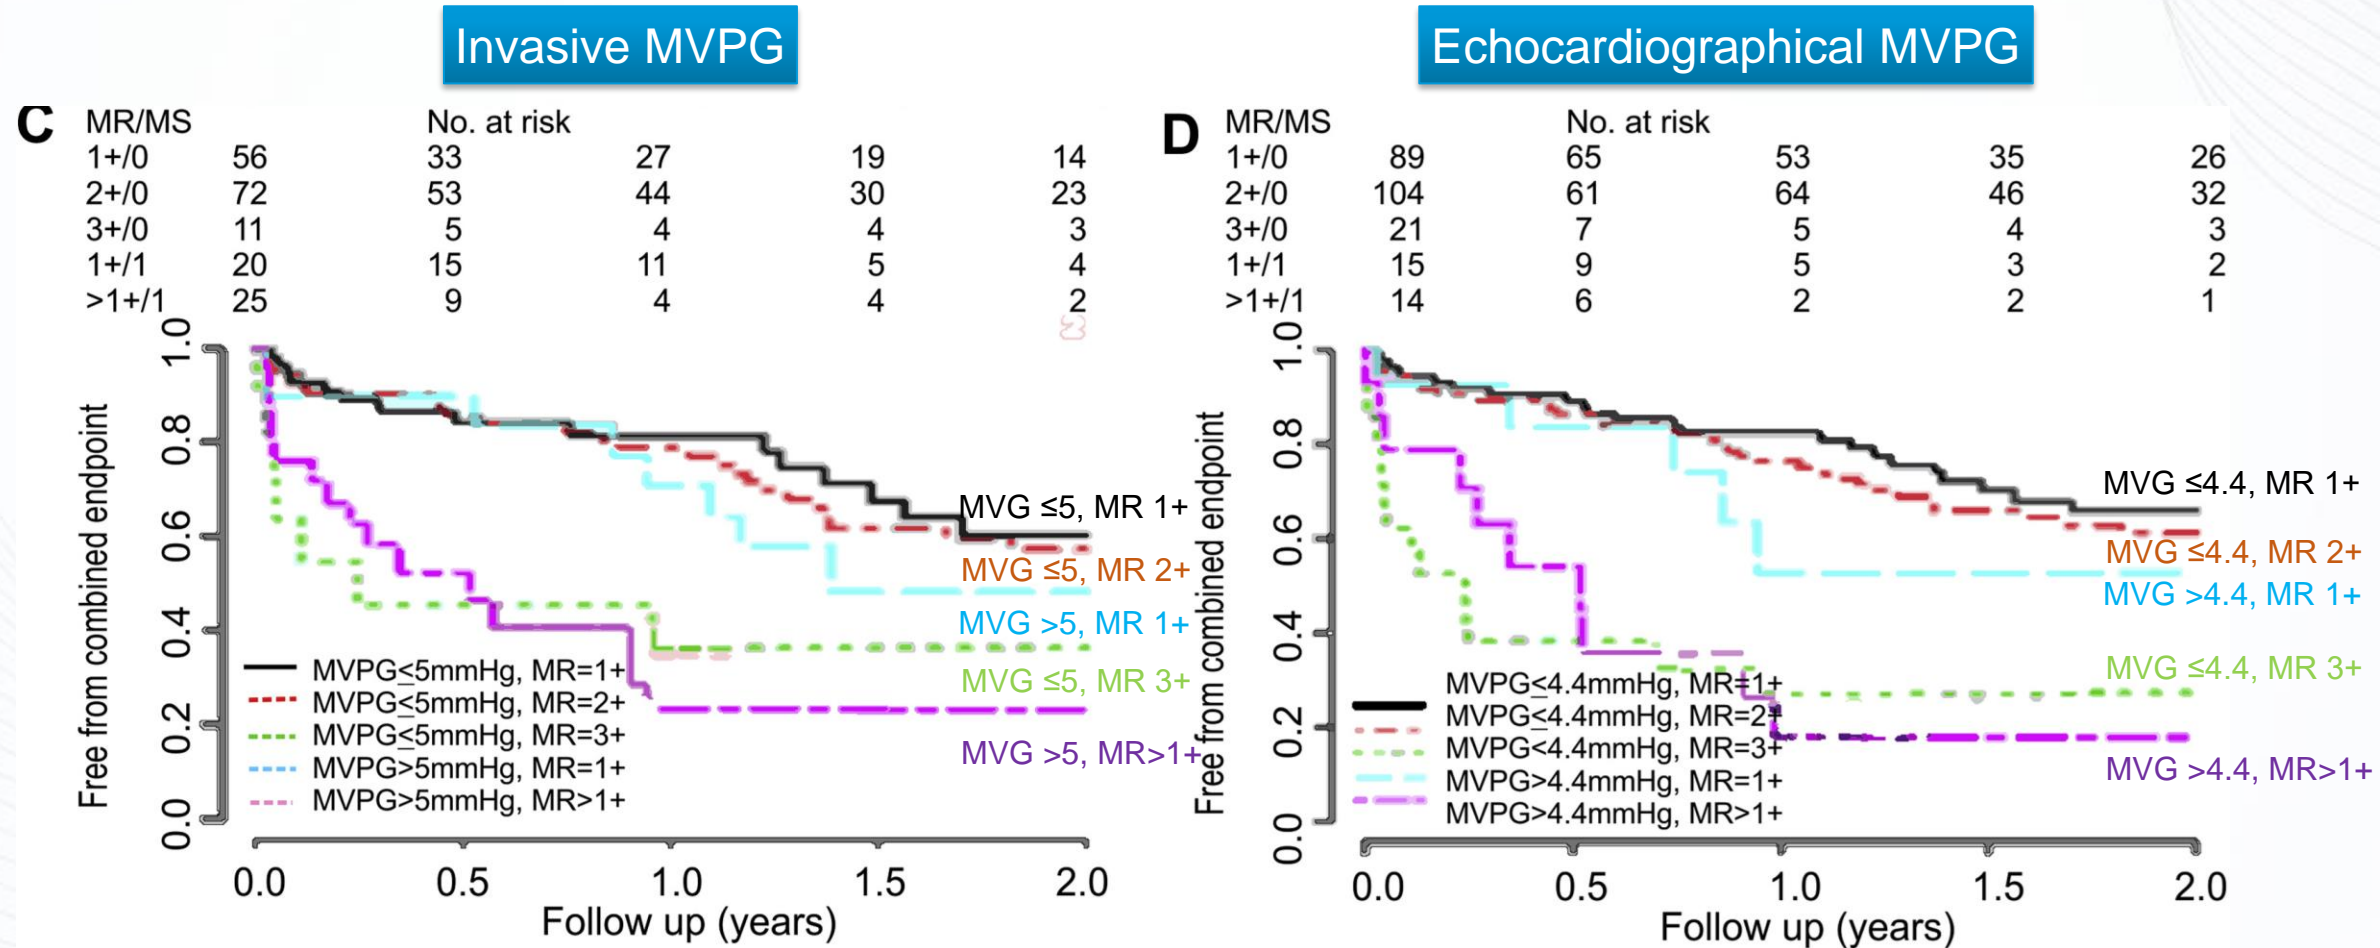 Invasive MVPG
Echocardiographical MVPG
C
MR/MS No. at risk
1+/0 56 33 27 19 14
2+/0 72 53 44 30 23
3+/0 11 5 4 4 3
1+/1 20 15 11 5 4
>1+/1 25 9 4 4 2
Free from combined endpoint
1.0
0.8
0.6
0.4
0.2
0.0
MVG ≤5, MR 1+
MVG ≤5, MR 2+
MVG >5, MR 1+
MVG ≤5, MR 3+
MVG >5, MR>1+
MVPG≤5mmHg, MR=1+
MVPG≤5mmHg, MR=2+
MVPG≤5mmHg, MR=3+
MVPG>5mmHg, MR=1+
MVPG>5mmHg, MR>1+
0.0 0.5 1.0 1.5 2.0
Follow up (years)
D
MR/MS No. at risk
1+/0 89 65 53 35 26
2+/0 104 61 64 46 32
3+/0 21 7 5 4 3
1+/1 15 9 5 3 2
>1+/1 14 6 2 2 1
Free from combined endpoint
1.0
0.8
0.6
0.4
0.2
0.0
MVG ≤4.4, MR 1+
MVG ≤4.4, MR 2+
MVG >4.4, MR 1+
MVG ≤4.4, MR 3+
MVG >4.4, MR>1+
MVPG≤4.4mmHg, MR=1+
MVPG≤4.4mmHg, MR=2+
MVPG<4.4mmHg, MR=3+
MVPG>4.4mmHg, MR=1+
MVPG>4.4mmHg, MR>1+
0.0 0.5 1.0 1.5 2.0
Follow up (years)